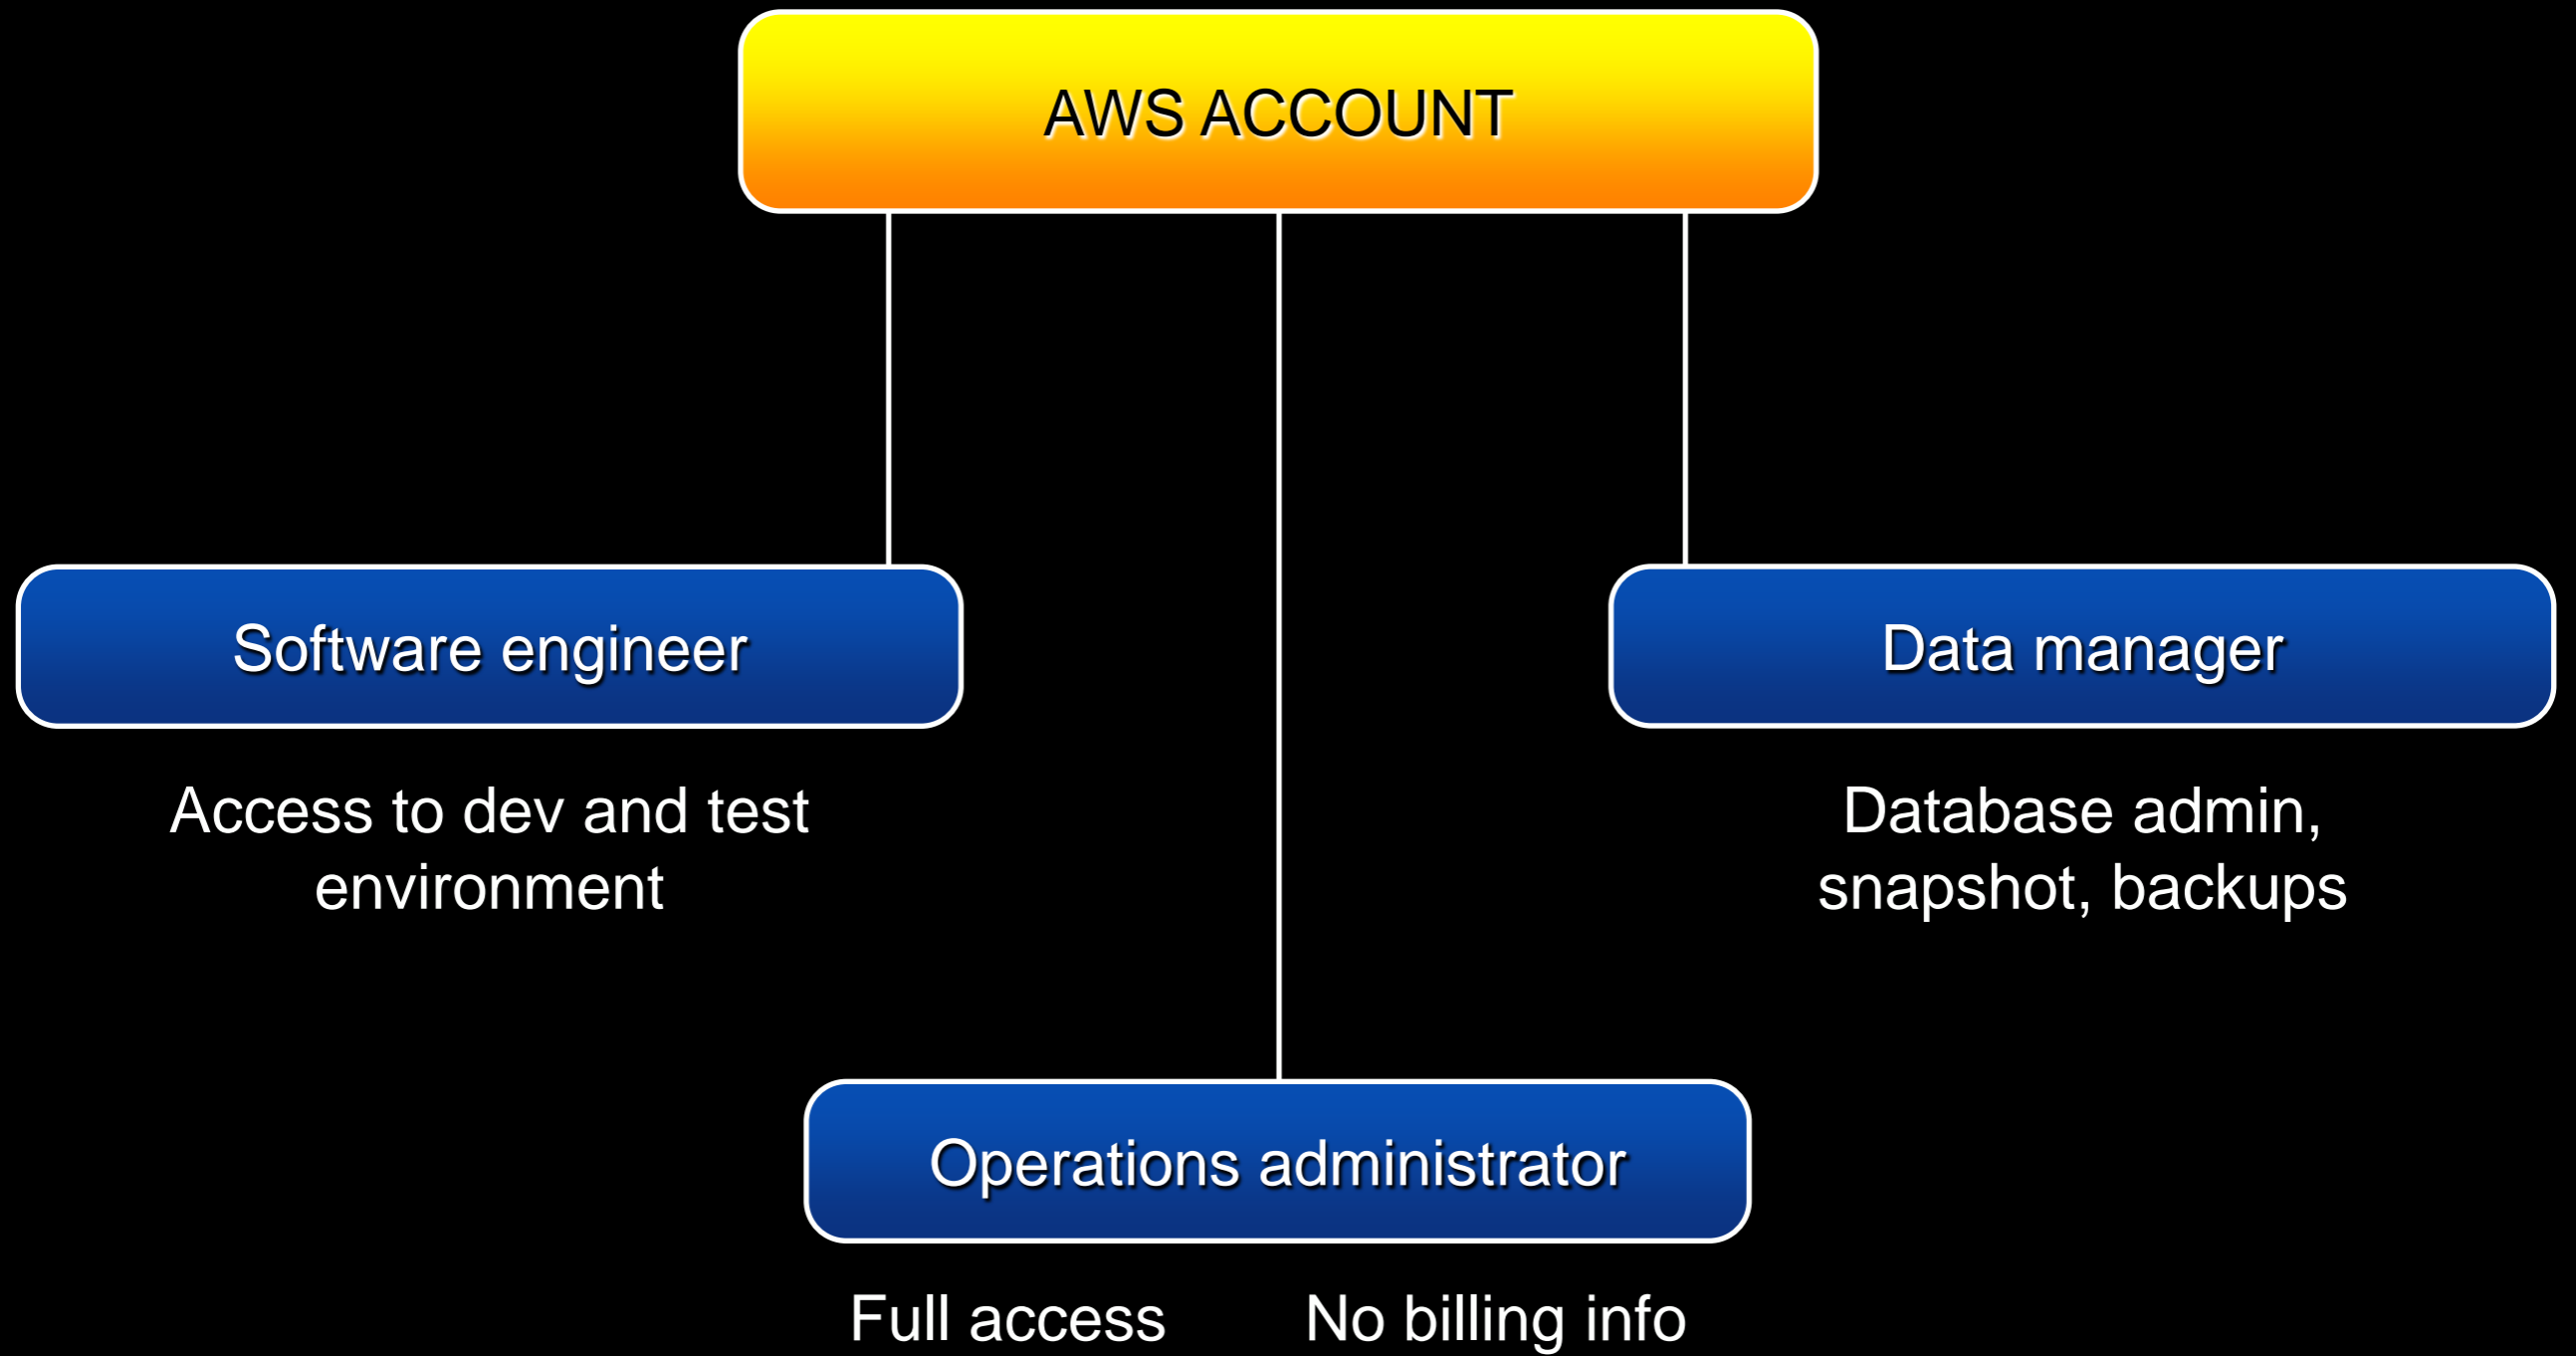 AWS ACCOUNT
Software engineer
Data manager
Access to dev and test
environment
Database admin,
snapshot, backups
Operations administrator
Full access
No billing info